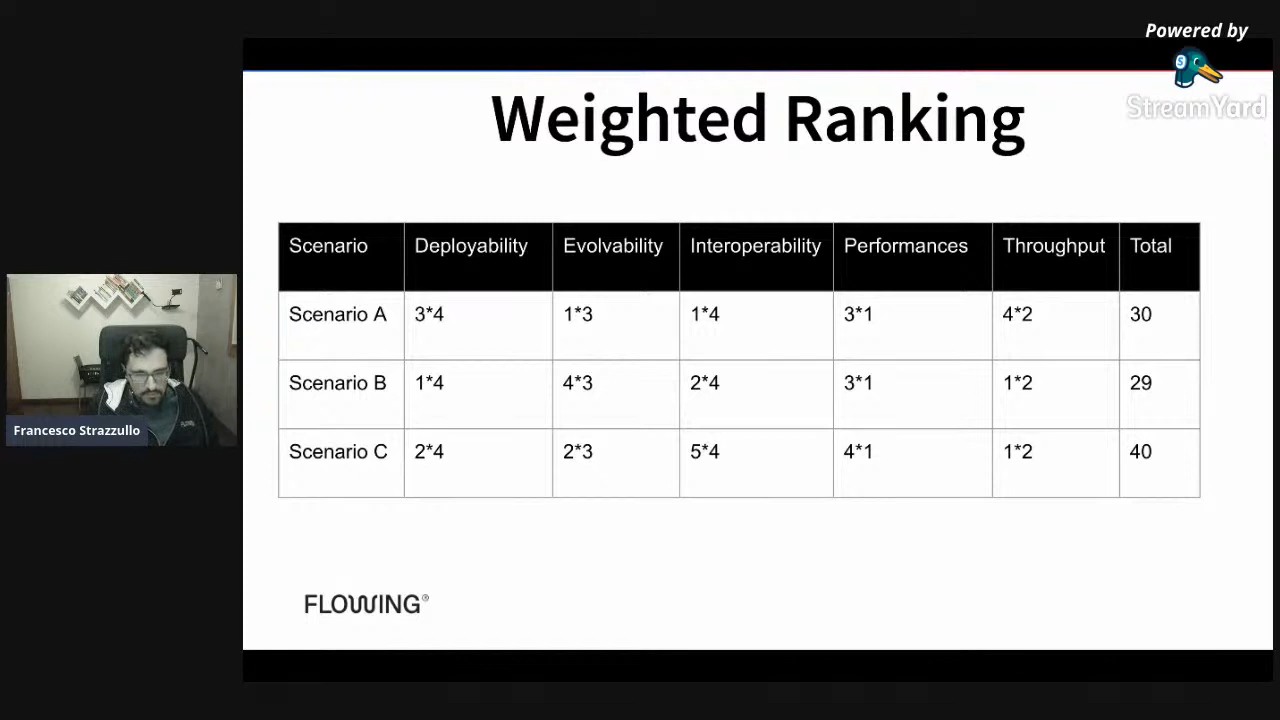 Powered by
StreamYard
Weighted Ranking
Scenario Deployability Evolvability Interoperability Performances Throughput Total
Scenario A 3*4 1*3 1*4 3*1 4*2 30
Scenario B 1*4 4*3 2*4 3*1 1*2 29
Scenario C 2*4 2*3 5*4 4*1 1*2 40
Francesco Strazzullo
FLOWING®